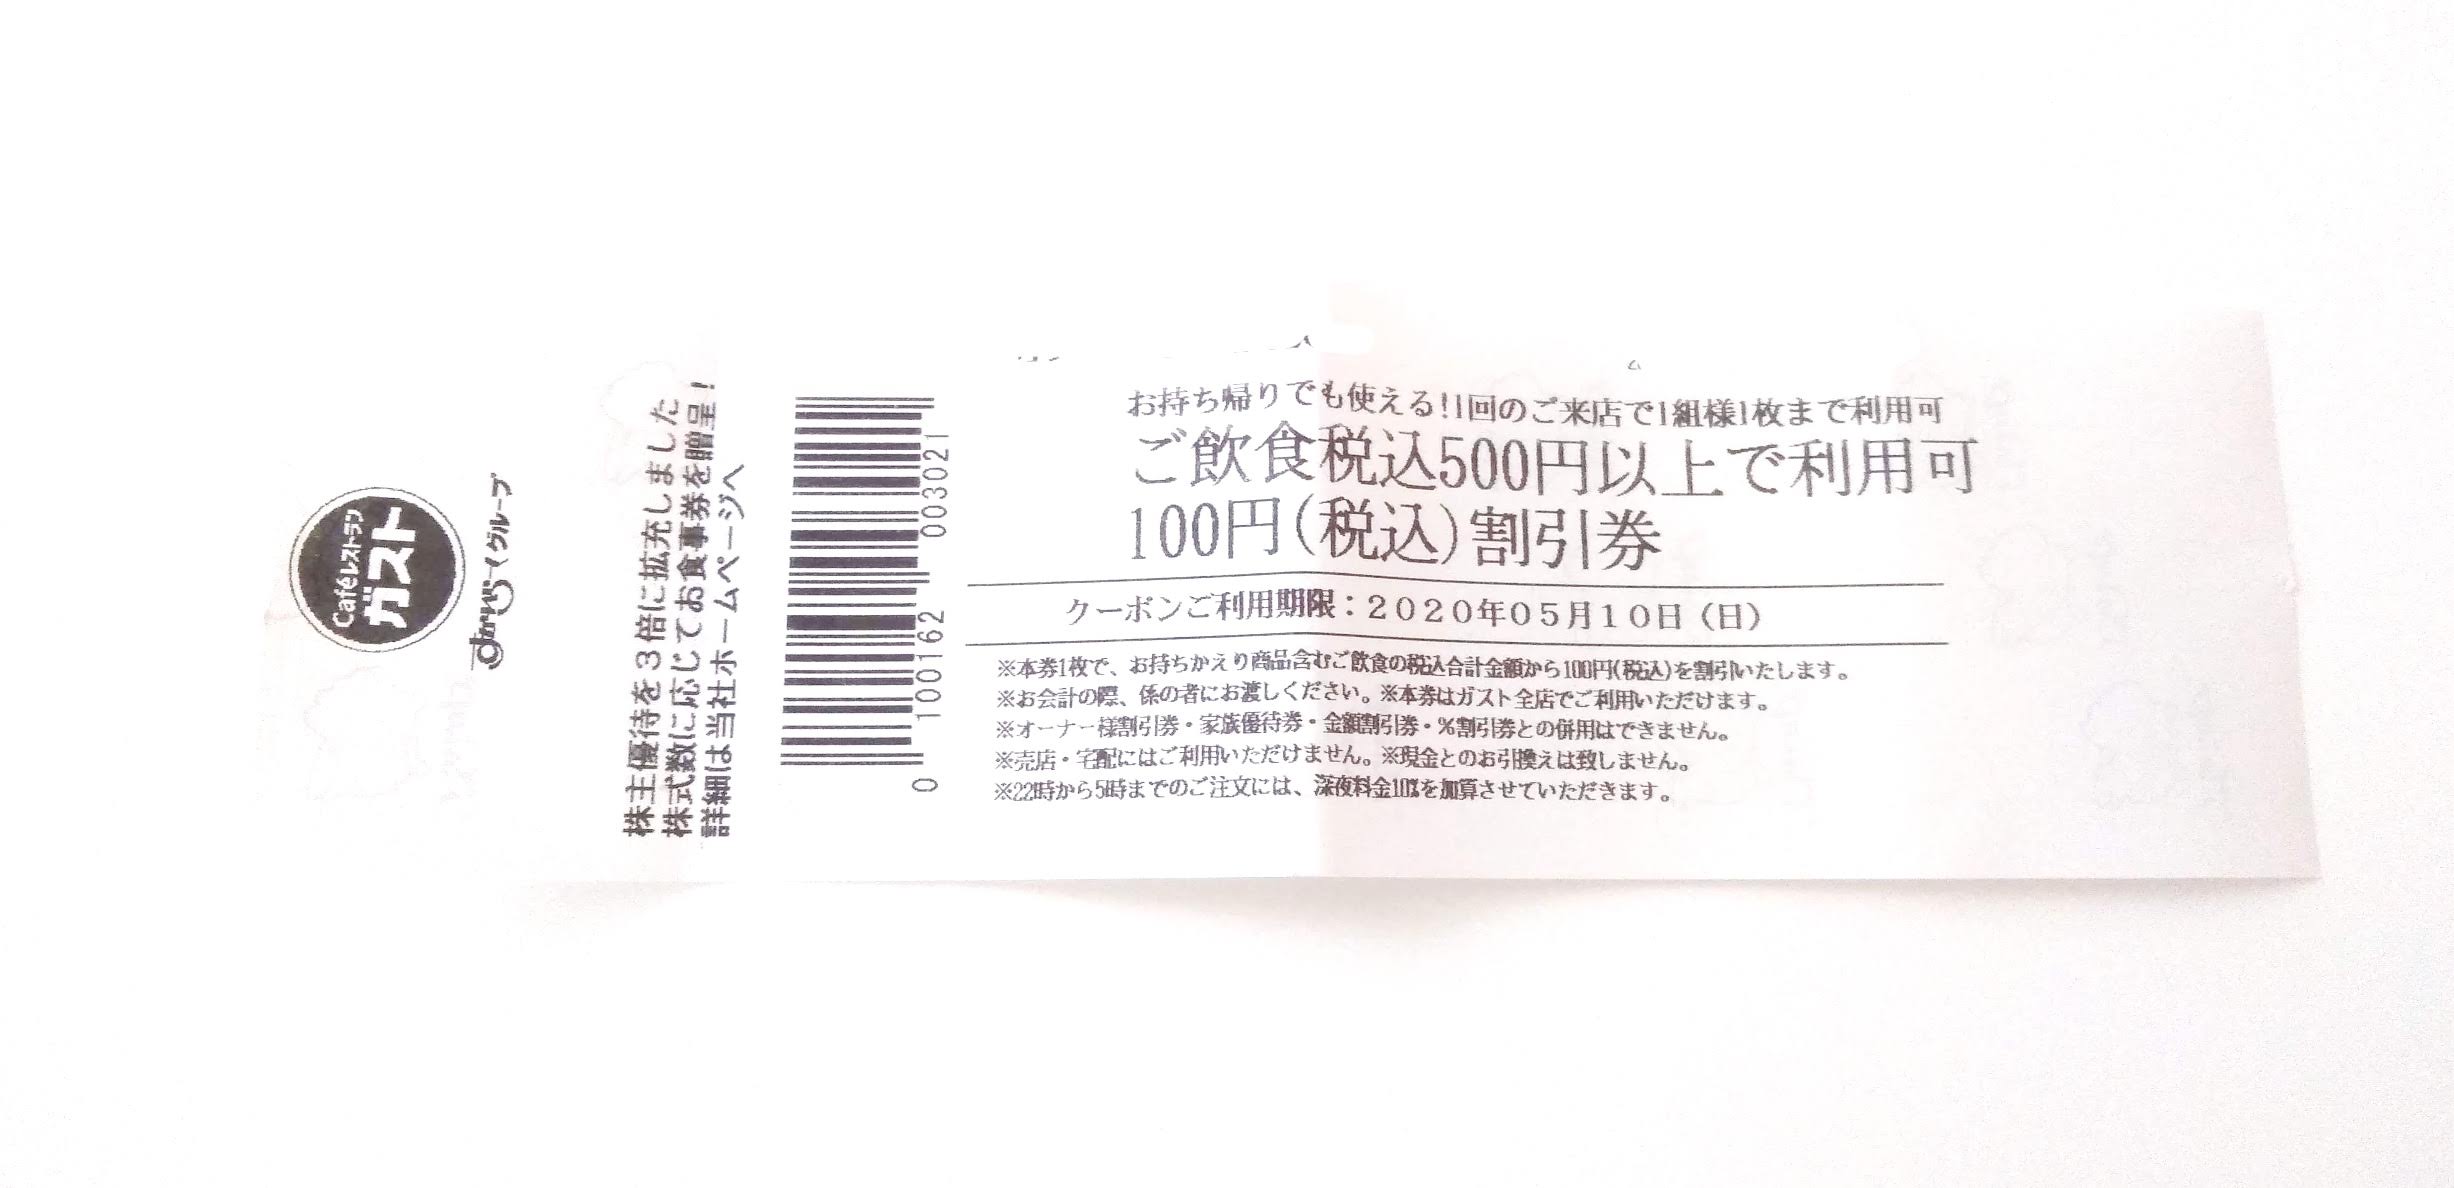 Caféレストラン
ガスト
すかいらーくグループ
株主優待を3倍に拡充しました
株式数に応じてお食事券を贈呈!
詳細は当社ホームページへ
0 100162 003021
お持ち帰りでも使える!1回のご来店で1組様1枚まで利用可
ご飲食税込500円以上で利用可
100円(税込)割引券
クーポンご利用期限:2020年05月10日(日)
※本券1枚で、お持ちかえり商品含むご飲食の税込合計金額から100円(税込)を割引いたします。
※お会計の際、係の者にお渡しください。※本券はガスト全店でご利用いただけます。
※オーナー様割引券・家族優待券・金額割引券・%割引券との併用はできません。
※売店・宅配にはご利用いただけません。※現金とのお引換えは致しません。
※22時から5時までのご注文には、深夜料金10%を加算させていただきます。